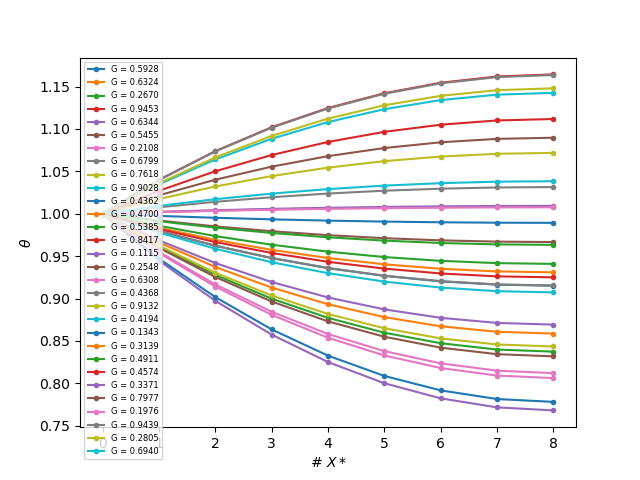 G = 0.5928
G = 0.6324
G = 0.2670
G = 0.9453
G = 0.6344
G = 0.5455
G = 0.2108
G = 0.6799
G = 0.7618
G = 0.9028
G = 0.4362
G = 0.4700
G = 0.5385
G = 0.8417
G = 0.1115
G = 0.2548
G = 0.6308
G = 0.4368
G = 0.9132
G = 0.4194
G = 0.1343
G = 0.3139
G = 0.4911
G = 0.4574
G = 0.3371
G = 0.7977
G = 0.1976
G = 0.9439
G = 0.2805
G = 0.6940
1.15
1.10
1.05
1.00
0.95
0.90
0.85
0.80
0.75
θ
0 1 2 3 4 5 6 7 8
# X *